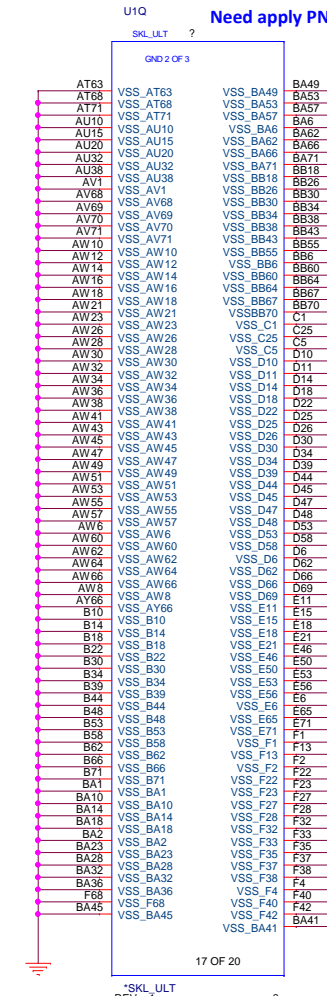 U1Q
Need apply PN
SKL_ULT ?
GND 2 OF 3
AT63 VSS_AT63 VSS_BA49 BA49
AT68 VSS_AT68 VSS_BA53 BA53
AT71 VSS_AT71 VSS_BA57 BA57
AU10 VSS_AU10 VSS_BA6 BA6
AU15 VSS_AU15 VSS_BA62 BA62
AU20 VSS_AU20 VSS_BA66 BA66
AU32 VSS_AU32 VSS_BA71 BA71
AU38 VSS_AU38 VSS_BB18 BB18
AV1 VSS_AV1 VSS_BB26 BB26
AV68 VSS_AV68 VSS_BB30 BB30
AV69 VSS_AV69 VSS_BB34 BB34
AV70 VSS_AV70 VSS_BB38 BB38
AV71 VSS_AV71 VSS_BB43 BB43
AW10 VSS_AW10 VSS_BB55 BB55
AW12 VSS_AW12 VSS_BB6 BB6
AW14 VSS_AW14 VSS_BB60 BB60
AW16 VSS_AW16 VSS_BB64 BB64
AW18 VSS_AW18 VSS_BB67 BB67
AW21 VSS_AW21 VSSBB70 BB70
AW23 VSS_AW23 VSS_C1 C1
AW26 VSS_AW26 VSS_C25 C25
AW28 VSS_AW28 VSS_C5 C5
AW30 VSS_AW30 VSS_D10 D10
AW32 VSS_AW32 VSS_D11 D11
AW34 VSS_AW34 VSS_D14 D14
AW36 VSS_AW36 VSS_D18 D18
AW38 VSS_AW38 VSS_D22 D22
AW41 VSS_AW41 VSS_D25 D25
AW43 VSS_AW43 VSS_D26 D26
AW45 VSS_AW45 VSS_D30 D30
AW47 VSS_AW47 VSS_D34 D34
AW49 VSS_AW49 VSS_D39 D39
AW51 VSS_AW51 VSS_D44 D44
AW53 VSS_AW53 VSS_D45 D45
AW55 VSS_AW55 VSS_D47 D47
AW57 VSS_AW57 VSS_D48 D48
AW6 VSS_AW6 VSS_D53 D53
AW60 VSS_AW60 VSS_D58 D58
AW62 VSS_AW62 VSS_D6 D6
AW64 VSS_AW64 VSS_D62 D62
AW66 VSS_AW66 VSS_D66 D66
AW8 VSS_AW8 VSS_D69 D69
AY66 VSS_AY66 VSS_E11 E11
B10 VSS_B10 VSS_E15 E15
B14 VSS_B14 VSS_E18 E18
B18 VSS_B18 VSS_E21 E21
B22 VSS_B22 VSS_E46 E46
B30 VSS_B30 VSS_E50 E50
B34 VSS_B34 VSS_E53 E53
B39 VSS_B39 VSS_E56 E56
B44 VSS_B44 VSS_E6 E6
B48 VSS_B48 VSS_E65 E65
B53 VSS_B53 VSS_E71 E71
B58 VSS_B58 VSS_F1 F1
B62 VSS_B62 VSS_F13 F13
B66 VSS_B66 VSS_F2 F2
B71 VSS_B71 VSS_F22 F22
BA1 VSS_BA1 VSS_F23 F23
BA10 VSS_BA10 VSS_F27 F27
BA14 VSS_BA14 VSS_F28 F28
BA18 VSS_BA18 VSS_F32 F32
BA2 VSS_BA2 VSS_F33 F33
BA23 VSS_BA23 VSS_F35 F35
BA28 VSS_BA28 VSS_F37 F37
BA32 VSS_BA32 VSS_F38 F38
BA36 VSS_BA36 VSS_F4 F4
F68 VSS_F68 VSS_F40 F40
BA45 VSS_BA45 VSS_F42 F42
VSS_BA41 BA41
17 OF 20
*SKL_ULT